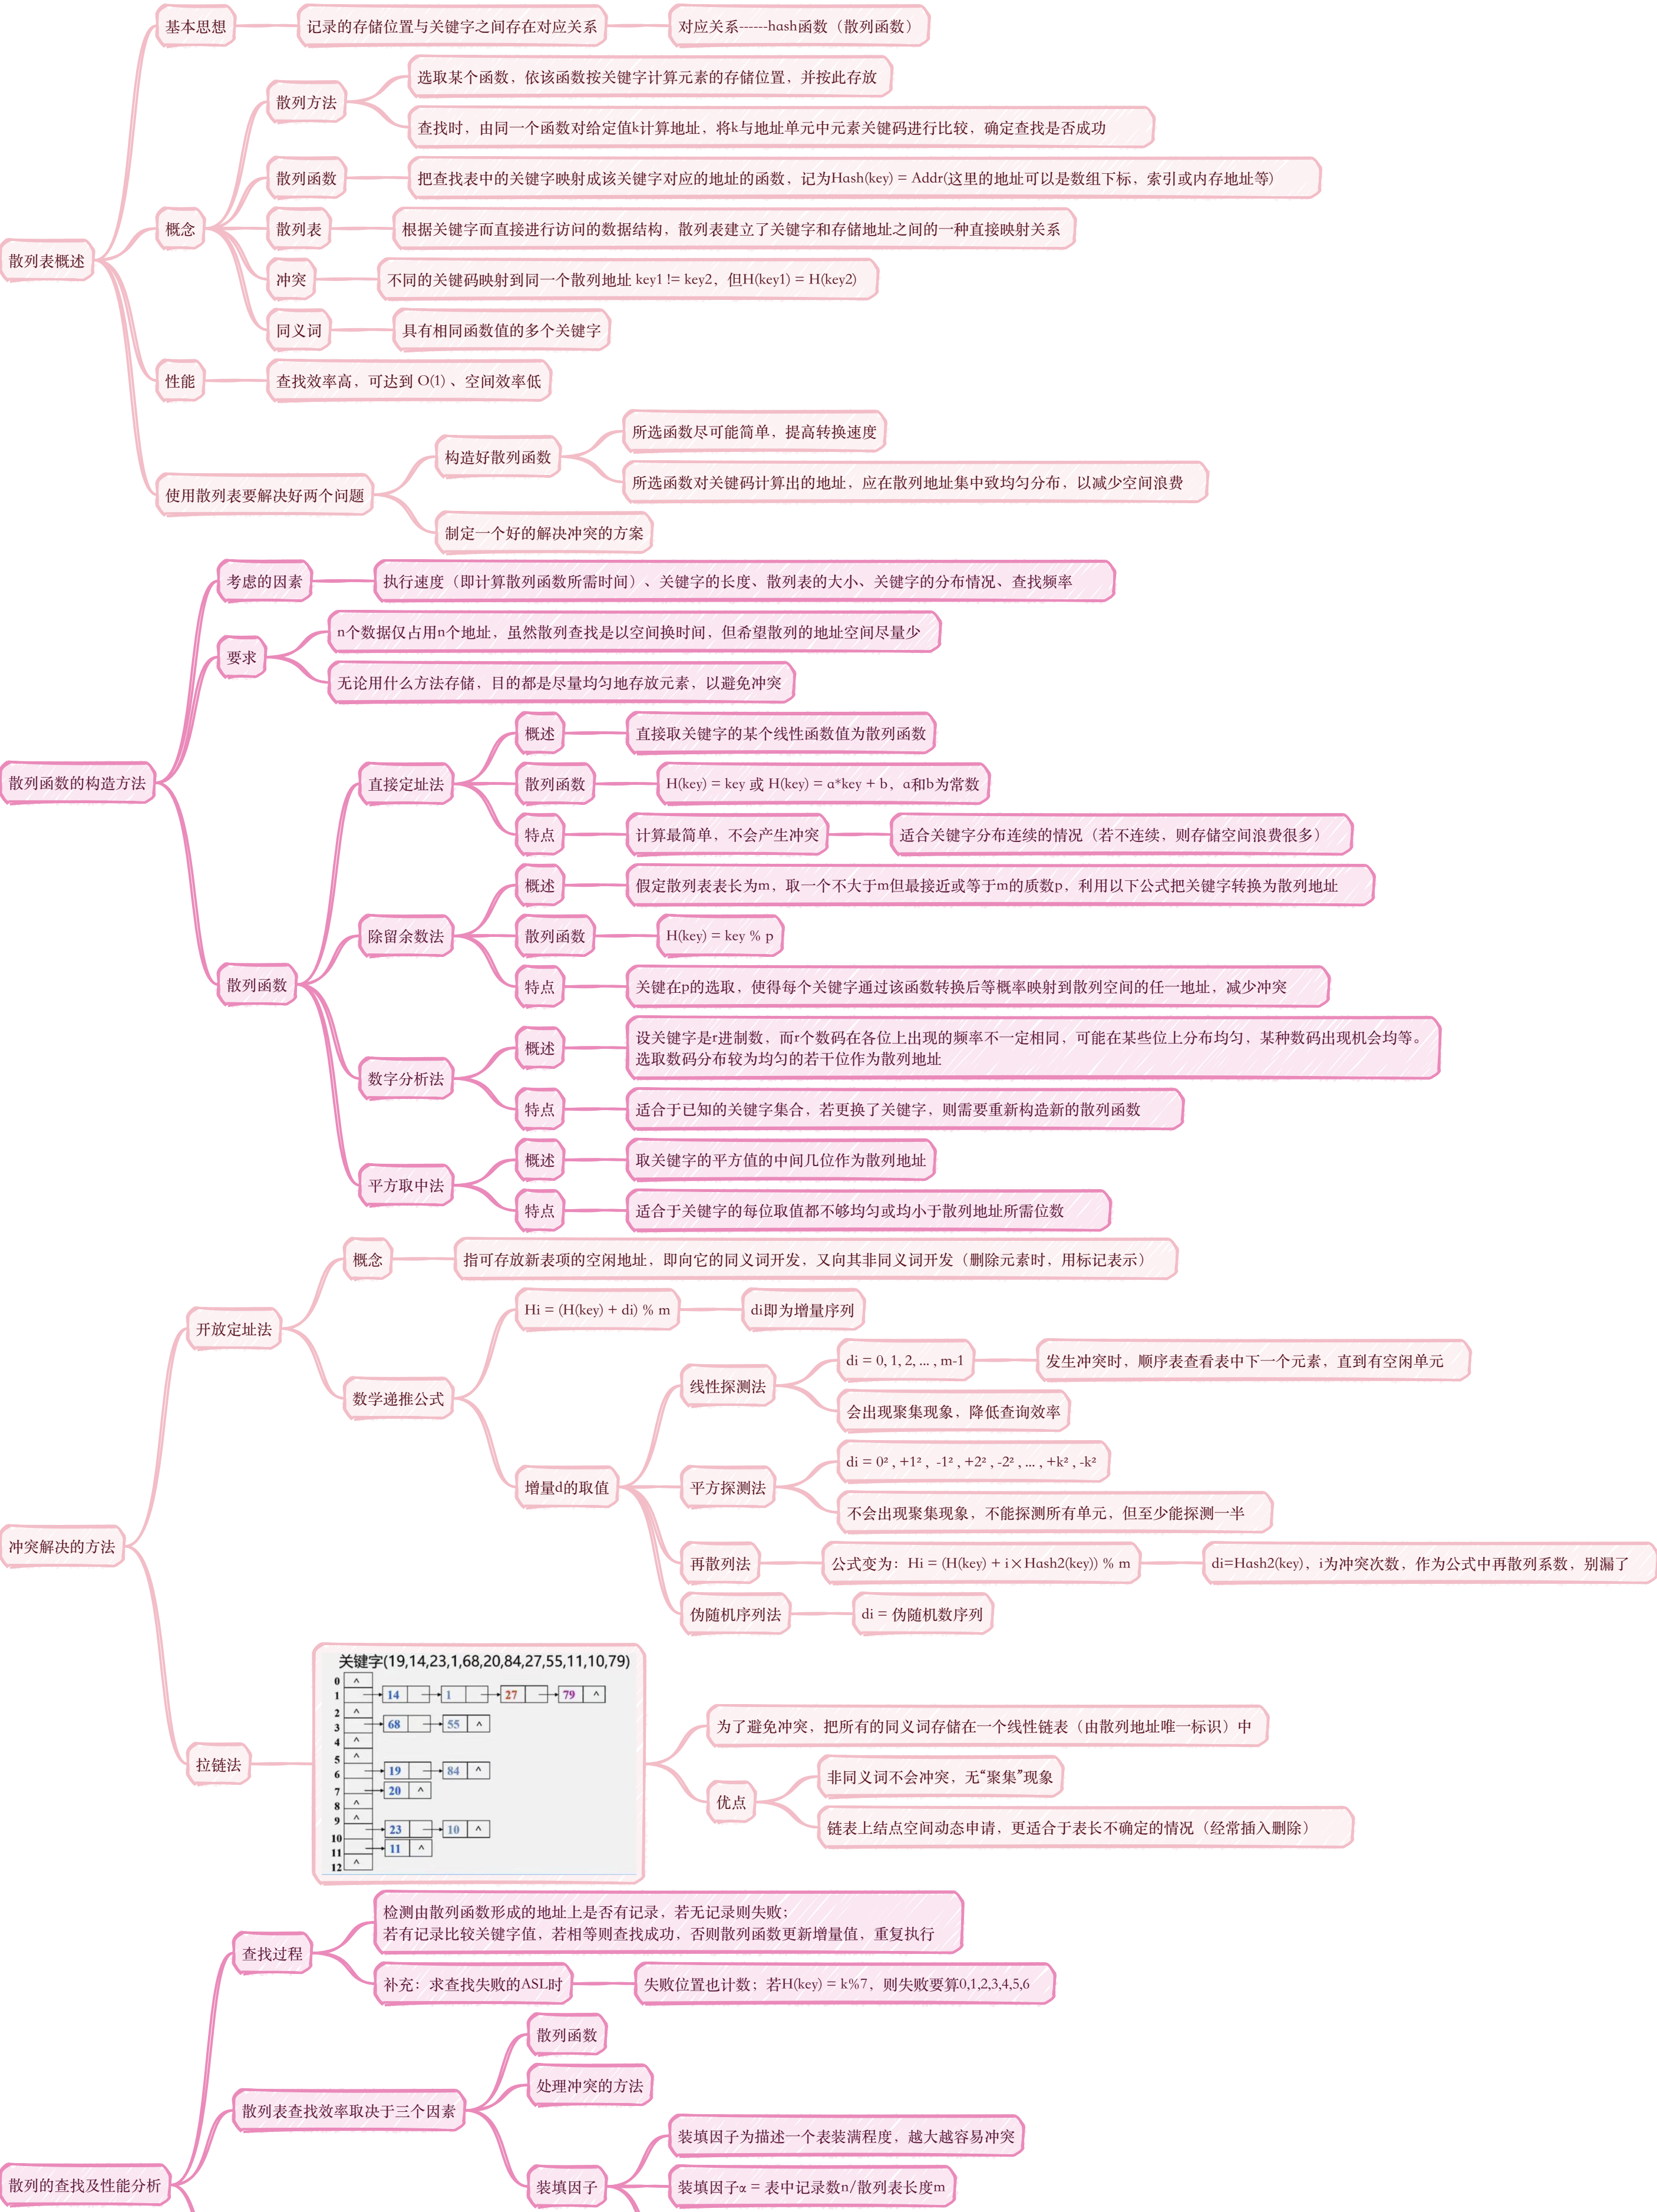 散列表概述
基本思想
记录的存储位置与关键字之间存在对应关系
对应关系------hash函数（散列函数）
概念
散列方法
选取某个函数，依该函数按关键字计算元素的存储位置，并按此存放
查找时，由同一个函数对给定值k计算地址，将k与地址单元中元素关键码进行比较，确定查找是否成功
散列函数
把查找表中的关键字映射成该关键字对应的地址的函数，记为Hash(key) = Addr(这里的地址可以是数组下标，索引或内存地址等)
散列表
根据关键字而直接进行访问的数据结构，散列表建立了关键字和存储地址之间的一种直接映射关系
冲突
不同的关键码映射到同一个散列地址 key1 != key2，但H(key1) = H(key2)
同义词
具有相同函数值的多个关键字
性能
查找效率高，可达到 O(1) 、空间效率低
使用散列表要解决好两个问题
构造好散列函数
所选函数尽可能简单，提高转换速度
所选函数对关键码计算出的地址，应在散列地址集中致均匀分布，以减少空间浪费
制定一个好的解决冲突的方案
散列函数的构造方法
考虑的因素
执行速度（即计算散列函数所需时间）、关键字的长度、散列表的大小、关键字的分布情况、查找频率
要求
n个数据仅占用n个地址，虽然散列查找是以空间换时间，但希望散列的地址空间尽量少
无论用什么方法存储，目的都是尽量均匀地存放元素，以避免冲突
散列函数
直接定址法
概述
直接取关键字的某个线性函数值为散列函数
散列函数
H(key) = key 或 H(key) = a*key + b，a和b为常数
特点
计算最简单，不会产生冲突
适合关键字分布连续的情况（若不连续，则存储空间浪费很多）
除留余数法
概述
假定散列表表长为m，取一个不大于m但最接近或等于m的质数p，利用以下公式把关键字转换为散列地址
散列函数
H(key) = key % p
特点
关键在p的选取，使得每个关键字通过该函数转换后等概率映射到散列空间的任一地址，减少冲突
数字分析法
概述
设关键字是r进制数，而r个数码在各位上出现的频率不一定相同，可能在某些位上分布均匀，某种数码出现机会均等。
选取数码分布较为均匀的若干位作为散列地址
特点
适合于已知的关键字集合，若更换了关键字，则需要重新构造新的散列函数
平方取中法
概述
取关键字的平方值的中间几位作为散列地址
特点
适合于关键字的每位取值都不够均匀或均小于散列地址所需位数
冲突解决的方法
开放定址法
概念
指可存放新表项的空闲地址，即向它的同义词开发，又向其非同义词开发（删除元素时，用标记表示）
数学递推公式
Hi = (H(key) + di) % m
di即为增量序列
增量d的取值
线性探测法
di = 0, 1, 2, ... , m-1
发生冲突时，顺序表查看表中下一个元素，直到有空闲单元
会出现聚集现象，降低查询效率
平方探测法
di = 0² , +1² , -1² , +2² , -2² , ... , +k² , -k²
不会出现聚集现象，不能探测所有单元，但至少能探测一半
再散列法
公式变为：Hi = (H(key) + i×Hash2(key)) % m
di=Hash2(key)，i为冲突次数，作为公式中再散列系数，别漏了
伪随机序列法
di = 伪随机数序列
拉链法
关键字(19,14,23,1,68,20,84,27,55,11,10,79)
0 ^
1 14 1 27 79 ^
2 ^
3 68 55 ^
4 ^
5 ^
6 19 84 ^
7 20 ^
8 ^
9 ^
10 23 10 ^
11 11 ^
12 ^
为了避免冲突，把所有的同义词存储在一个线性链表（由散列地址唯一标识）中
优点
非同义词不会冲突，无“聚集”现象
链表上结点空间动态申请，更适合于表长不确定的情况（经常插入删除）
散列的查找及性能分析
查找过程
检测由散列函数形成的地址上是否有记录，若无记录则失败；
若有记录比较关键字值，若相等则查找成功，否则散列函数更新增量值，重复执行
补充：求查找失败的ASL时
失败位置也计数；若H(key) = k%7，则失败要算0,1,2,3,4,5,6
散列表查找效率取决于三个因素
散列函数
处理冲突的方法
装填因子
装填因子为描述一个表装满程度，越大越容易冲突
装填因子α = 表中记录数n/散列表长度m